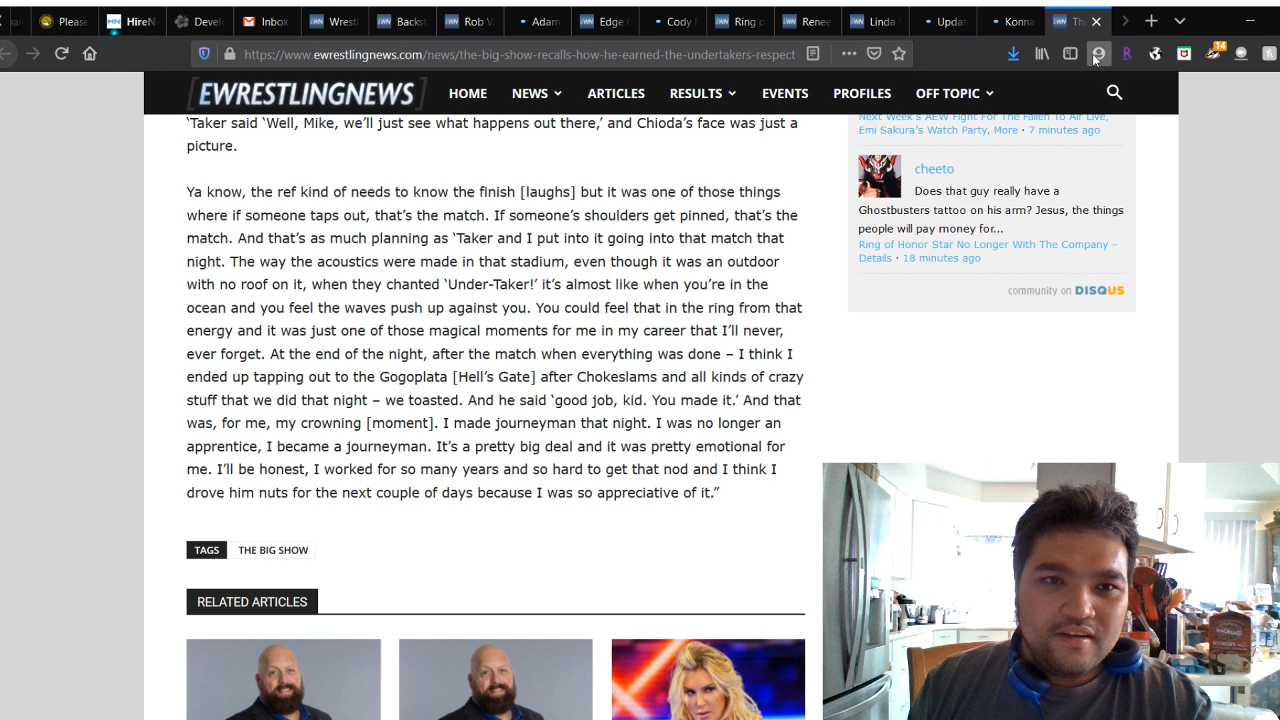 Please
HireN
Develo
Inbox
Wrestli
Backst
Rob V
Adam
Edge
Cody
Ring o
Renee
Linda
Updat
Konna
Th
https://www.ewrestlingnews.com/news/the-big-show-recalls-how-he-earned-the-undertakers-respect
14
EWRESTLINGNEWS
HOME
NEWS
ARTICLES
RESULTS
EVENTS
PROFILES
OFF TOPIC
'Taker said 'Well, Mike, we'll just see what happens out there,' and Chioda's face was just a
picture.
Ya know, the ref kind of needs to know the finish [laughs] but it was one of those things
where if someone taps out, that's the match. If someone's shoulders get pinned, that's the
match. And that's as much planning as 'Taker and I put into it going into that match that
night. The way the acoustics were made in that stadium, even though it was an outdoor
with no roof on it, when they chanted 'Under-Taker!' it's almost like when you're in the
ocean and you feel the waves push up against you. You could feel that in the ring from that
energy and it was just one of those magical moments for me in my career that I'll never,
ever forget. At the end of the night, after the match when everything was done – I think I
ended up tapping out to the Gogoplata [Hell's Gate] after Chokeslams and all kinds of crazy
stuff that we did that night – we toasted. And he said 'good job, kid. You made it.' And that
was, for me, my crowning [moment]. I made journeyman that night. I was no longer an
apprentice, I became a journeyman. It's a pretty big deal and it was pretty emotional for
me. I'll be honest, I worked for so many years and so hard to get that nod and I think I
drove him nuts for the next couple of days because I was so appreciative of it."
TAGS
THE BIG SHOW
RELATED ARTICLES
Next Week's AEW Fight For The Fallen To Air Live,
Emi Sakura's Watch Party, More · 7 minutes ago
cheeto
Does that guy really have a
Ghostbusters tattoo on his arm? Jesus, the things
people will pay money for...
Ring of Honor Star No Longer With The Company –
Details · 18 minutes ago
community on DISQUS